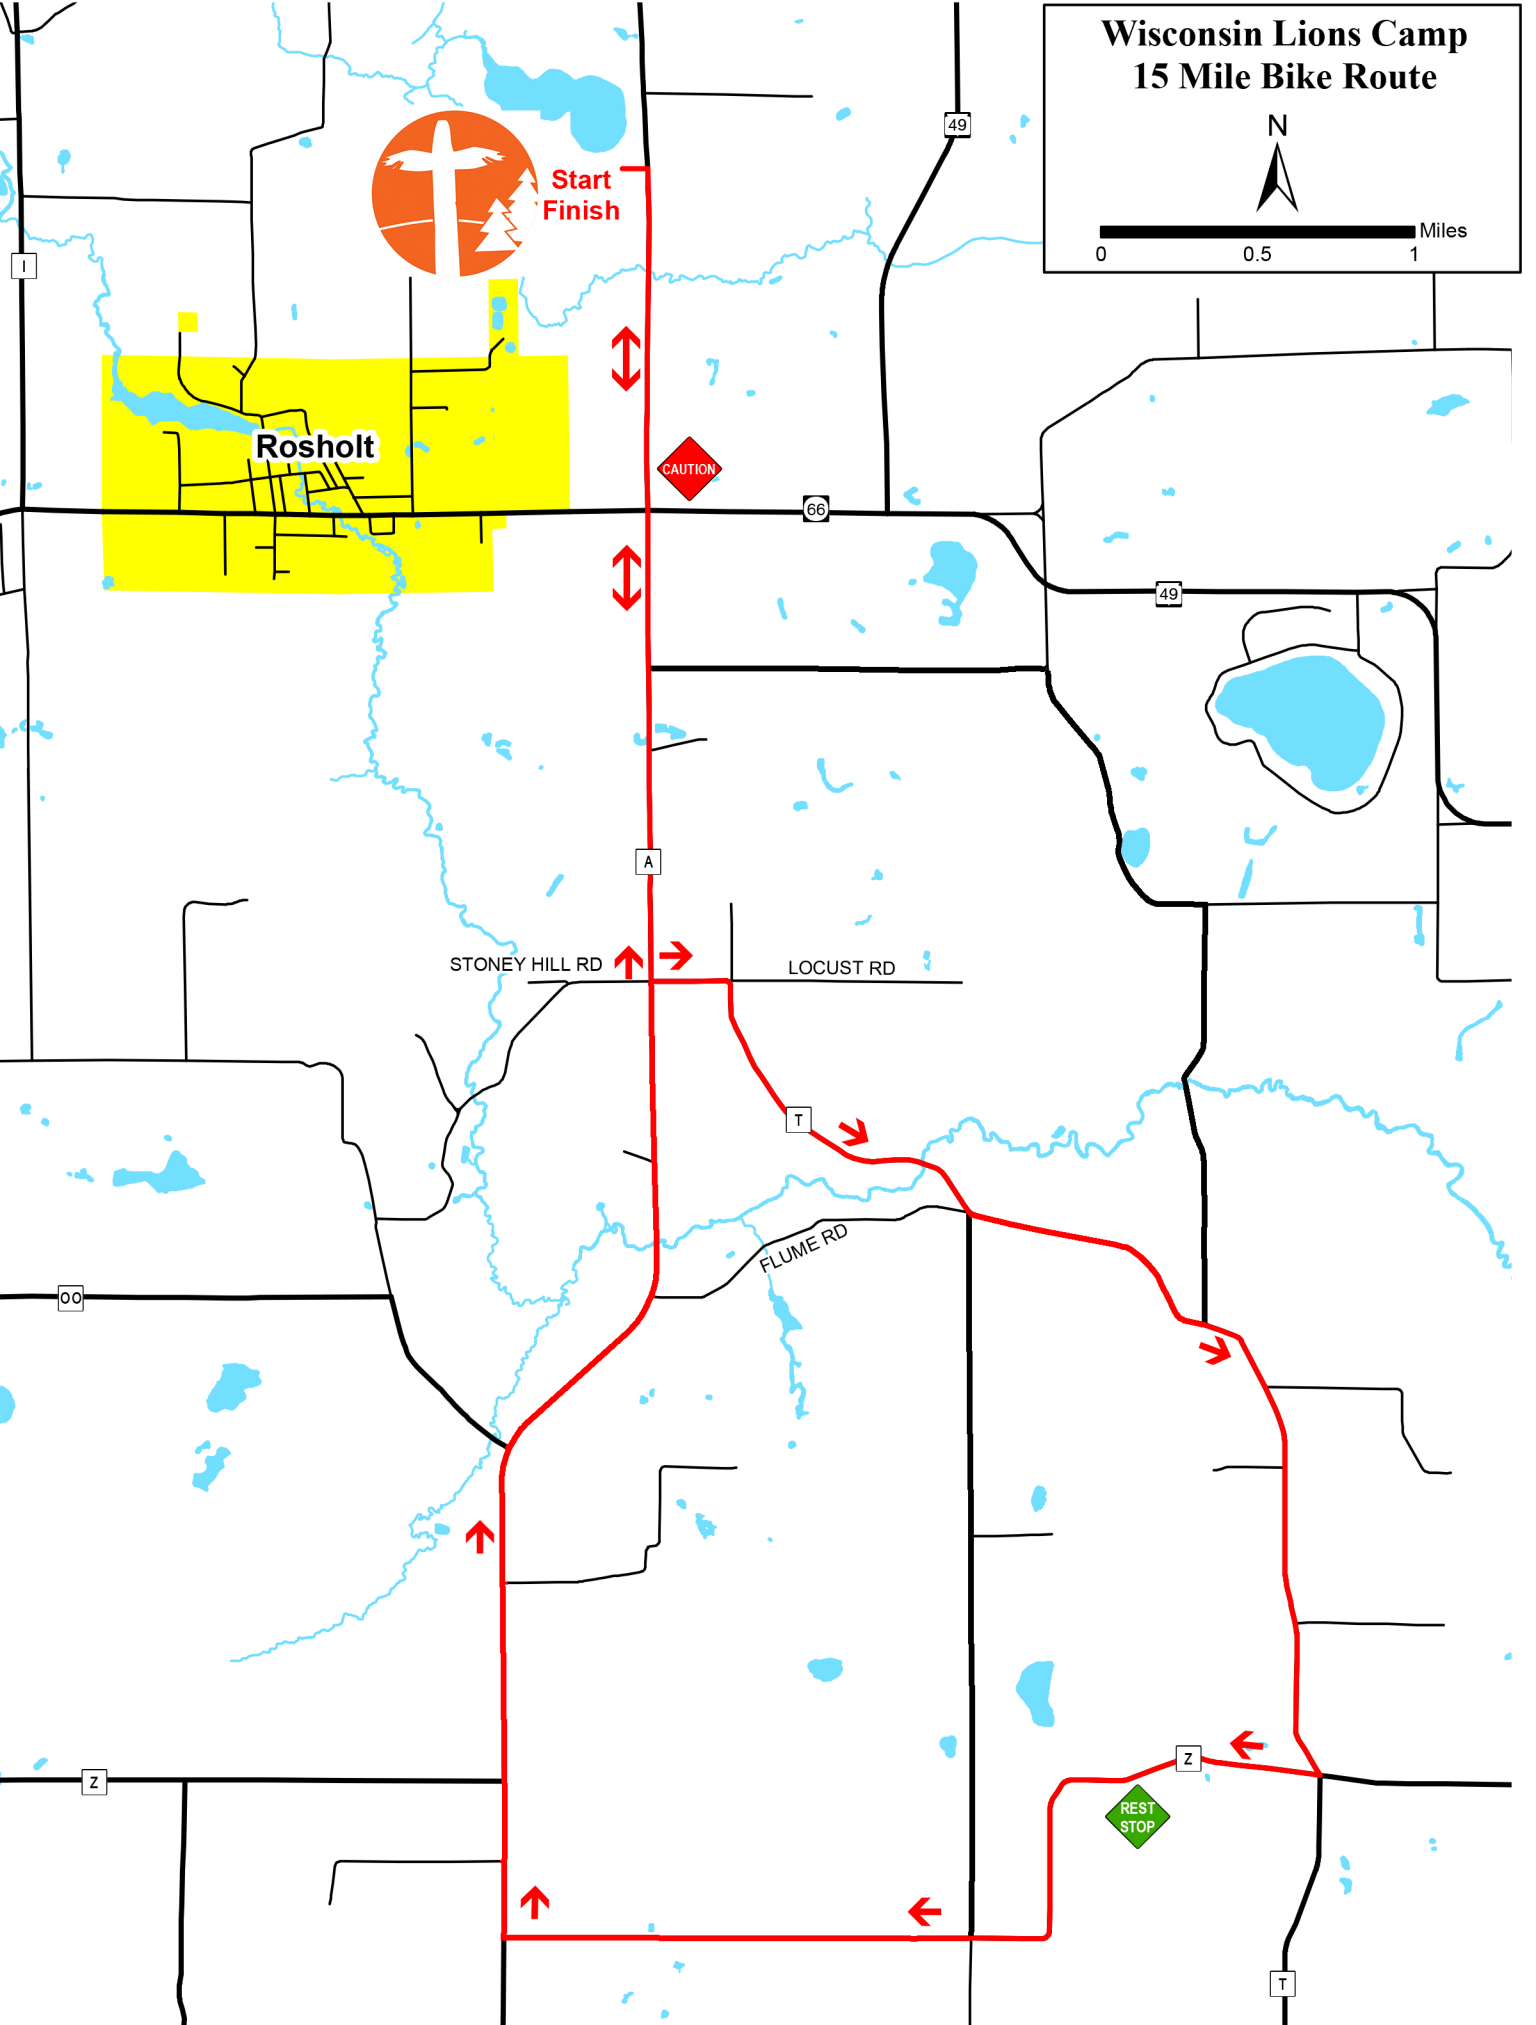 Wisconsin Lions Camp
15 Mile Bike Route
N
Miles
0 0.5 1
49
Start
Finish
I
Rosholt
CAUTION
66
49
A
STONEY HILL RD
LOCUST RD
T
FLUME RD
OO
Z
Z
REST
STOP
T